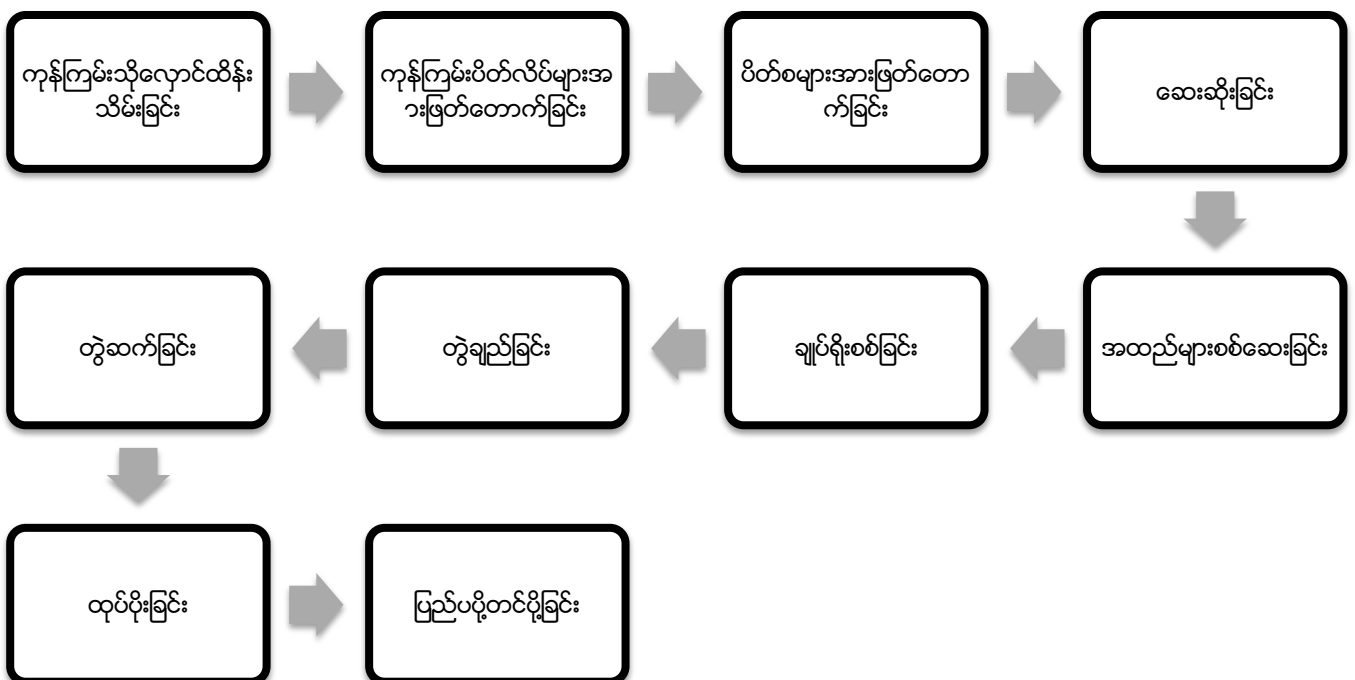 ကုန်ကြမ်းသိုလှောင်ထိန်း
သိမ်းခြင်း
ကုန်ကြမ်းပိတ်လိပ်များအ
ားဖြတ်တောက်ခြင်း
ပိတ်စများအားဖြတ်တော
က်ခြင်း
ဆေးဆိုးခြင်း
အထည်များစစ်ဆေးခြင်း
ချုပ်ရိုးစစ်ခြင်း
တွဲချည်ခြင်း
တွဲဆက်ခြင်း
ထုပ်ပိုးခြင်း
ပြည်ပပို့တင်ပို့ခြင်း